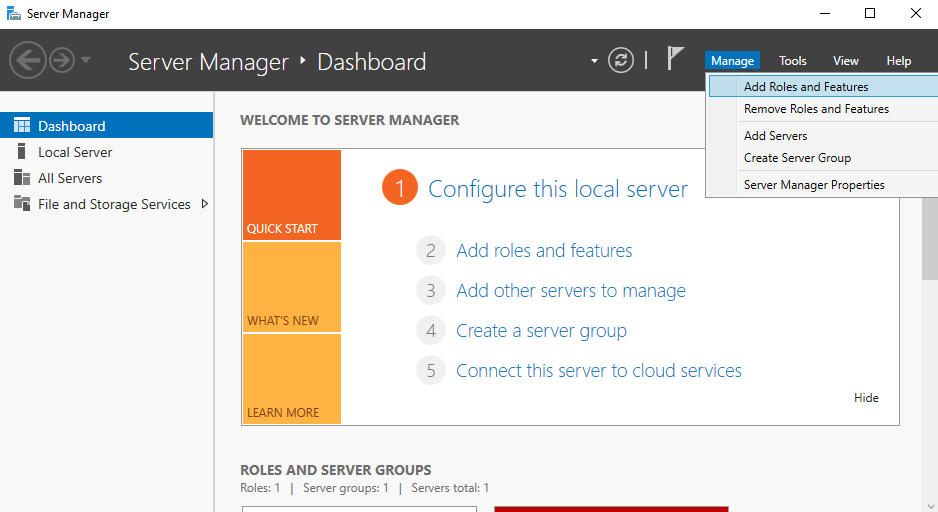 Server Manager
Server Manager ‣ Dashboard
Manage Tools View Help
Add Roles and Features
Remove Roles and Features
Add Servers
Create Server Group
Server Manager Properties
Dashboard
Local Server
All Servers
File and Storage Services
WELCOME TO SERVER MANAGER
QUICK START
WHAT'S NEW
LEARN MORE
1 Configure this local server
2 Add roles and features
3 Add other servers to manage
4 Create a server group
5 Connect this server to cloud services
Hide
ROLES AND SERVER GROUPS
Roles: 1 | Server groups: 1 | Servers total: 1